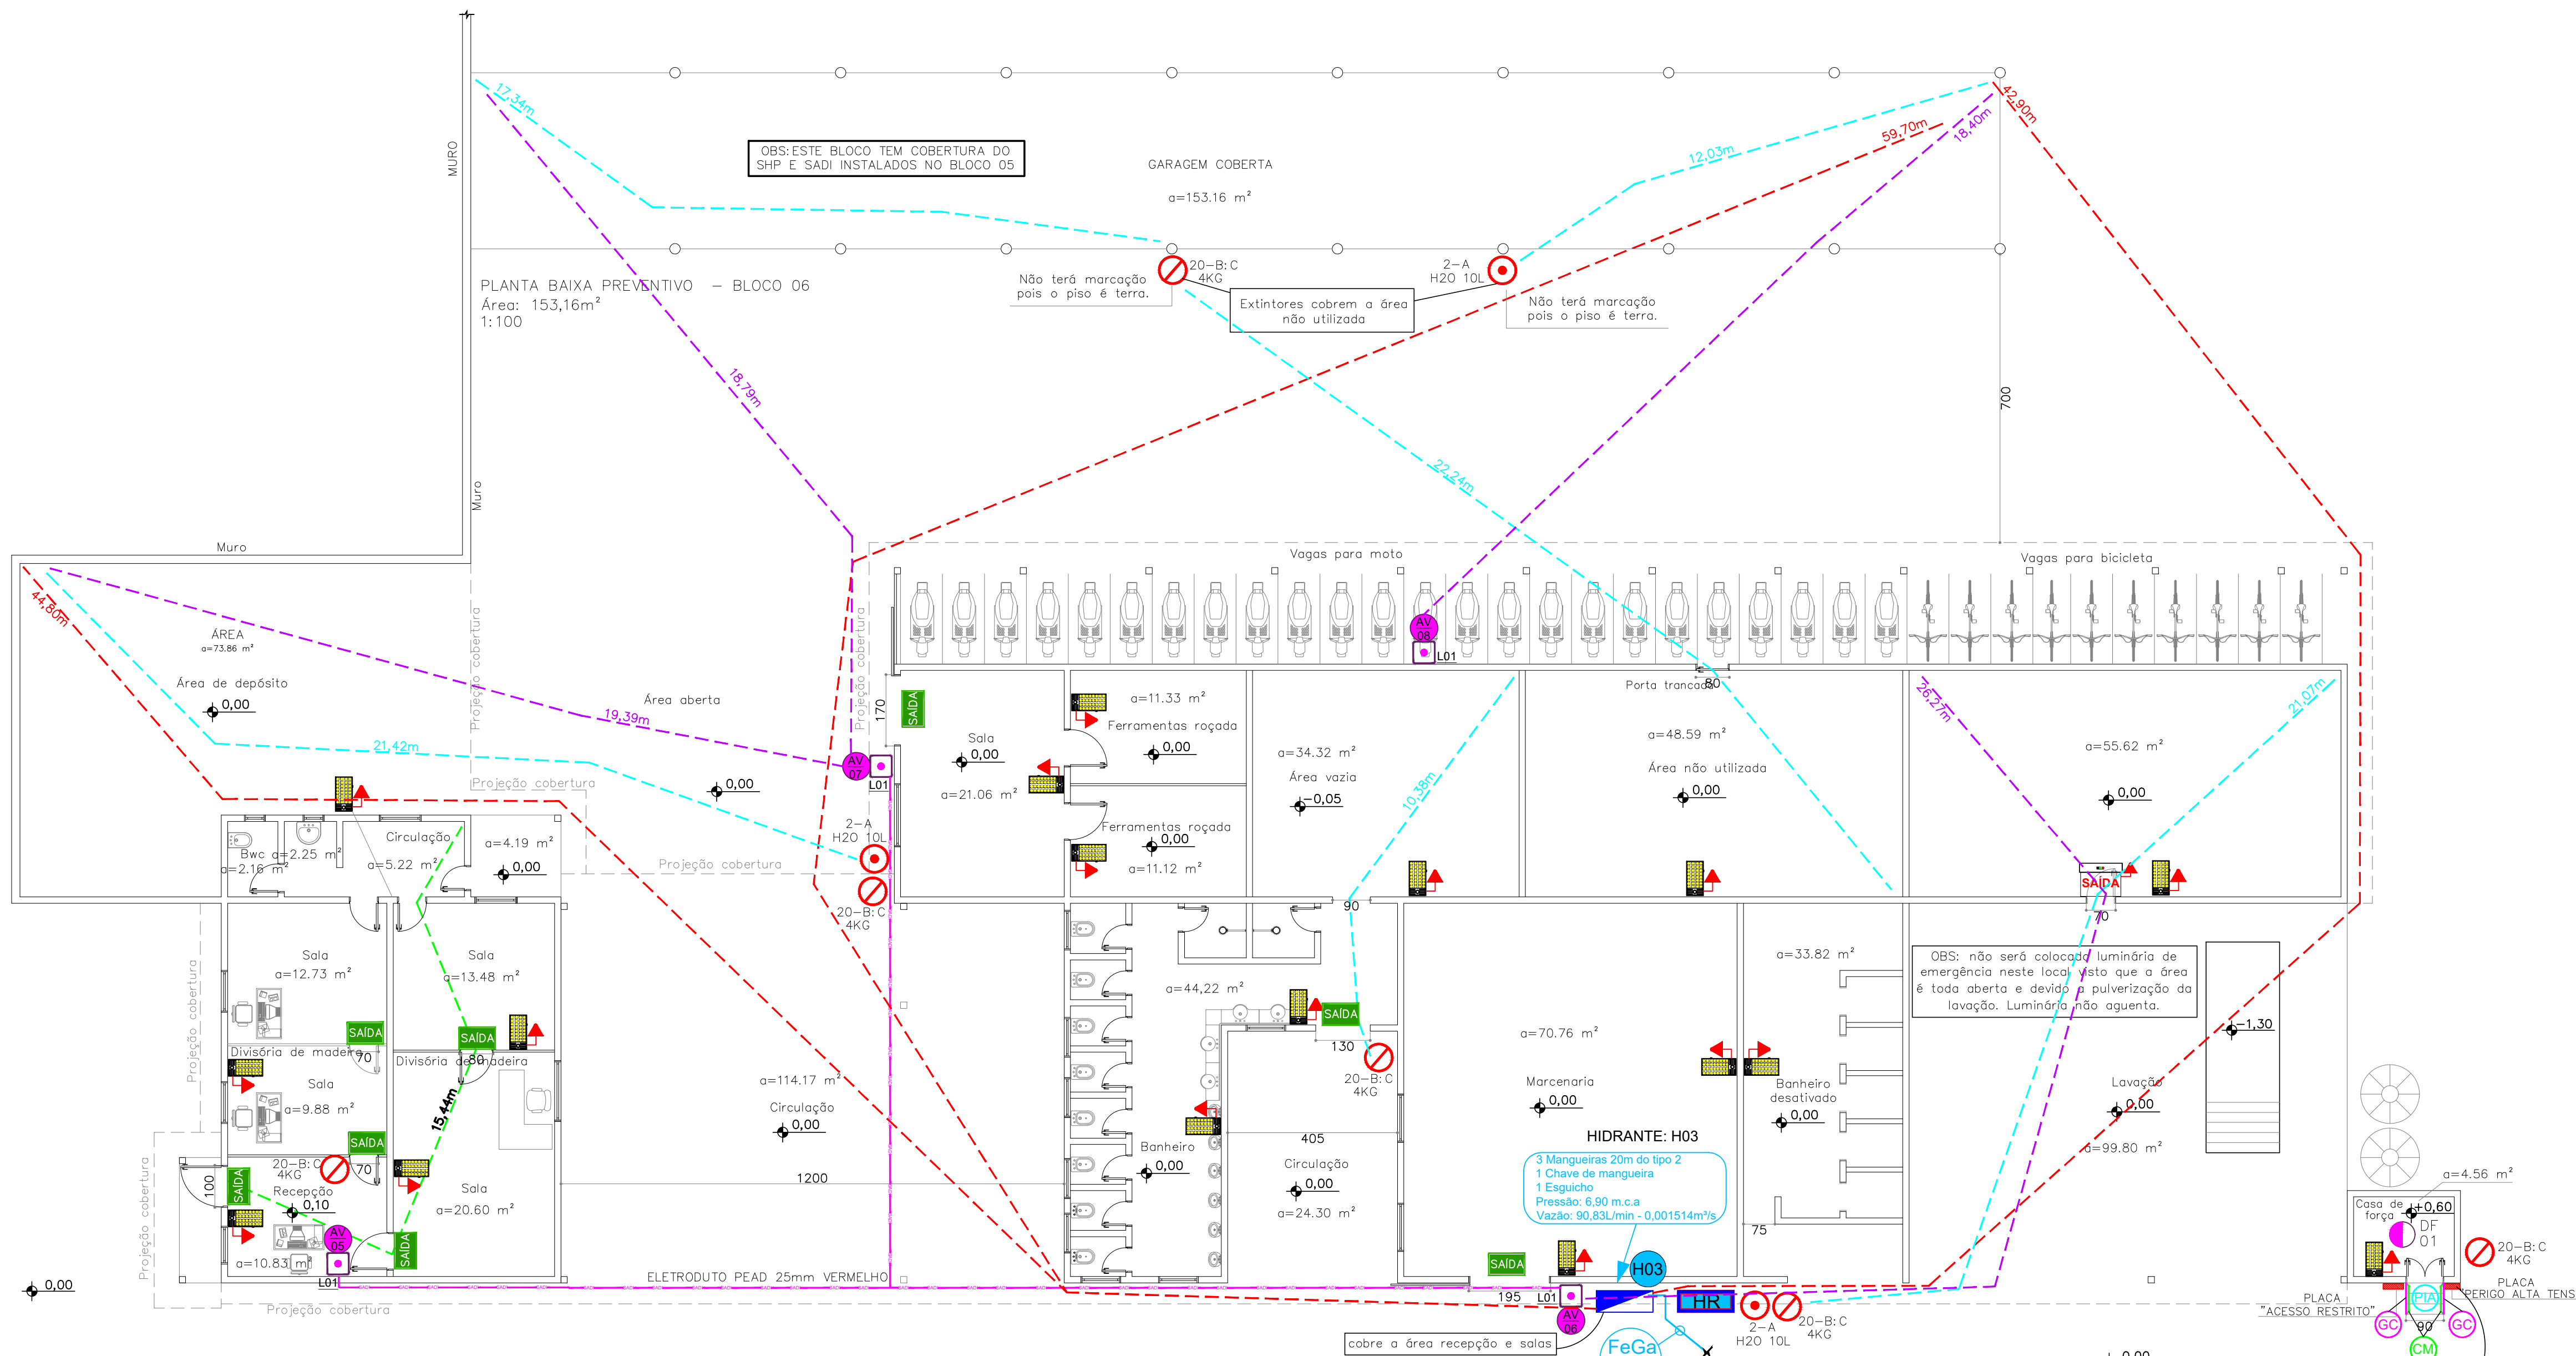 MURO
17,34m
OBS:ESTE BLOCO TEM COBERTURA DO
SHP E SADI INSTALADOS NO BLOCO 05
GARAGEM COBERTA
a=153.16 m²
12,03m
59,70m
18,40m
42,90m
PLANTA BAIXA PREVENTIVO - BLOCO 06
Área: 153,16m²
1:100
Não terá marcação
pois o piso é terra.
20-B:C
4KG
Extintores cobrem a área
não utilizada
2-A
H2O 10L
Não terá marcação
pois o piso é terra.
18,79m
22,24m
700
Muro
Muro
Vagas para moto
Vagas para bicicleta
44,80m
ÁREA
a=73.86 m²
Área de depósito
0,00
Projeção cobertura
Área aberta
19,39m
21,42m
Projeção cobertura
0,00
Projeção cobertura
Projeção cobertura
AV
07
L01
2-A
H2O 10L
20-B:C
4KG
170
SAÍDA
Sala
0,00
a=21.06 m²
a=11.33 m²
Ferramentas roçada
0,00
Ferramentas roçada
0,00
a=11.12 m²
AV
08
L01
a=34.32 m²
Área vazia
-0,05
10,38m
Porta trancada
80
a=48.59 m²
Área não utilizada
0,00
26,27m
21,07m
a=55.62 m²
0,00
SAÍDA
70
Circulação
a=5.22 m²
Bwc a=2.25 m²
a=2.16 m²
a=4.19 m²
0,00
Projeção cobertura
Sala
a=12.73 m²
Sala
a=13.48 m²
SAÍDA
SAÍDA
Divisória de madeira
70
Divisória de madeira
80
Sala
a=9.88 m²
15,44m
SAÍDA
70
20-B:C
4KG
Recepção
0,10
SAÍDA
100
Projeção cobertura
AV
05
a=10.83 m²
L01
SAÍDA
Sala
a=20.60 m²
0,00
Projeção cobertura
a=114.17 m²
Circulação
0,00
1200
ELETRODUTO PEAD 25mm VERMELHO
a=44,22 m²
Banheiro
0,00
90
SAÍDA
130
20-B:C
4KG
405
Circulação
0,00
a=24.30 m²
a=70.76 m²
Marcenaria
0,00
HIDRANTE: H03
3 Mangueiras 20m do tipo 2
1 Chave de mangueira
1 Esguicho
Pressão: 6,90 m.c.a
Vazão: 90,83L/min - 0,001514m³/s
SAÍDA
H03
195
L01
AV
06
HR
2-A
H2O 10L
20-B:C
4KG
cobre a área recepção e salas
FeGa
a=33.82 m²
Banheiro
desativado
0,00
75
OBS: não será colocada luminária de
emergência neste local visto que a área
é toda aberta e devido a pulverização da
lavação. Luminária não aguenta.
-1,30
Lavação
0,00
a=99.80 m²
a=4.56 m²
Casa de
força
+0,60
DF
01
20-B:C
4KG
PLACA
"ACESSO RESTRITO"
PLACA
"PERIGO ALTA TENS
PIA
GC
90
GC
CM